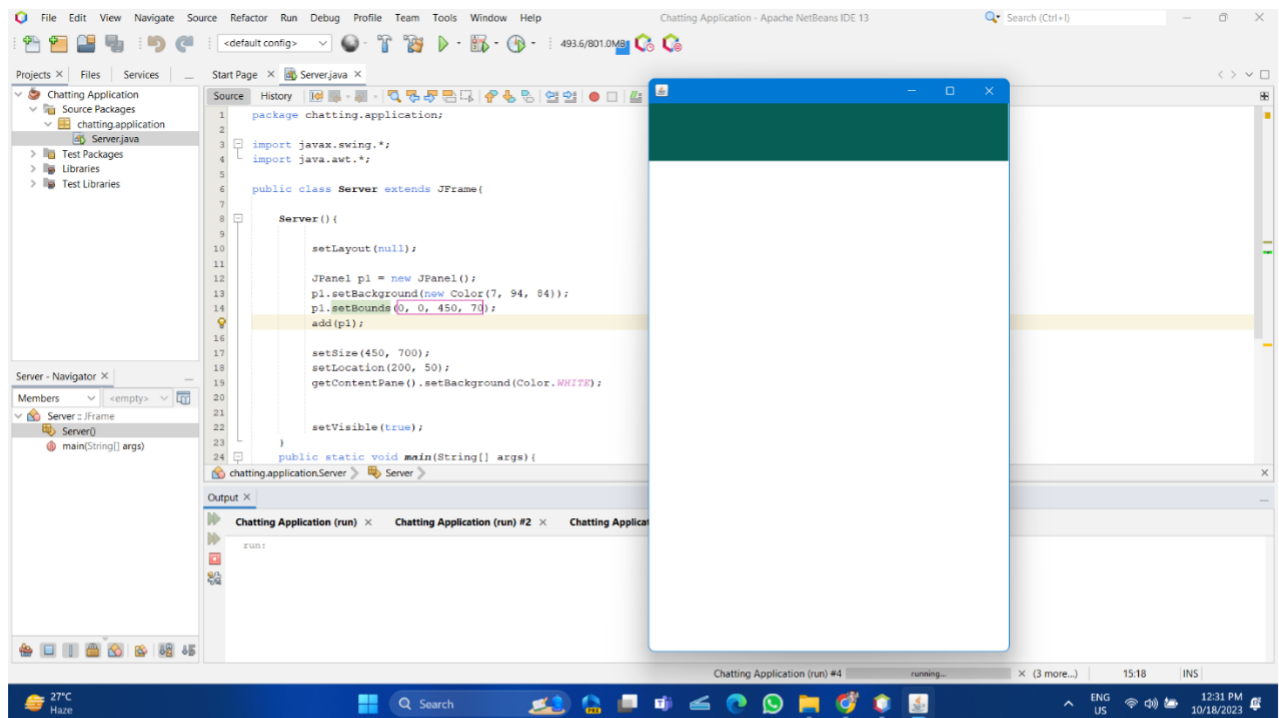 File Edit View Navigate Source Refactor Run Debug Profile Team Tools Window Help Chatting Application - Apache NetBeans IDE 13 Search (Ctrl+I)
<default config> 493.6/801.0MB
Projects Files Services Start Page Server.java
Chatting Application
Source Packages
chatting.application
Server.java
Test Packages
Libraries
Test Libraries
Source History
1 package chatting.application;
2
3 import javax.swing.*;
4 import java.awt.*;
5
6 public class Server extends JFrame{
7
8 Server(){
9
10 setLayout(null);
11
12 JPanel p1 = new JPanel();
13 p1.setBackground(new Color(7, 94, 84));
14 p1.setBounds(0, 0, 450, 70);
add(p1);
16
17 setSize(450, 700);
18 setLocation(200, 50);
19 getContentPane().setBackground(Color.WHITE);
20
21
22 setVisible(true);
23 }
24 public static void main(String[] args){
chatting.application.Server Server
Server - Navigator
Members <empty>
Server :: JFrame
Server()
main(String[] args)
Output
Chatting Application (run) Chatting Application (run) #2 Chatting Applicat
run:
Chatting Application (run) #4 running... (3 more...) 15:18 INS
27°C
Haze
Search
ENG
US
12:31 PM
10/18/2023